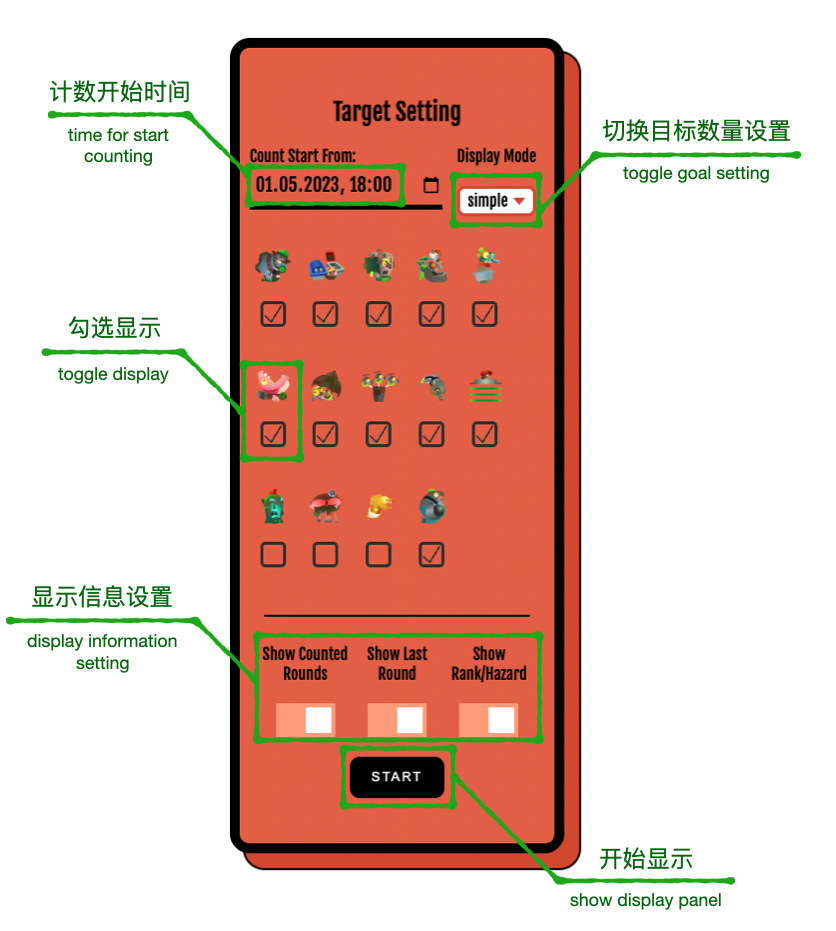 计数开始时间
time for start
counting
Target Setting
Count Start From:
Display Mode
01.05.2023, 18:00
simple
切换目标数量设置
toggle goal setting
勾选显示
toggle display
显示信息设置
display information
setting
Show Counted
Rounds
Show Last
Round
Show
Rank/Hazard
START
开始显示
show display panel